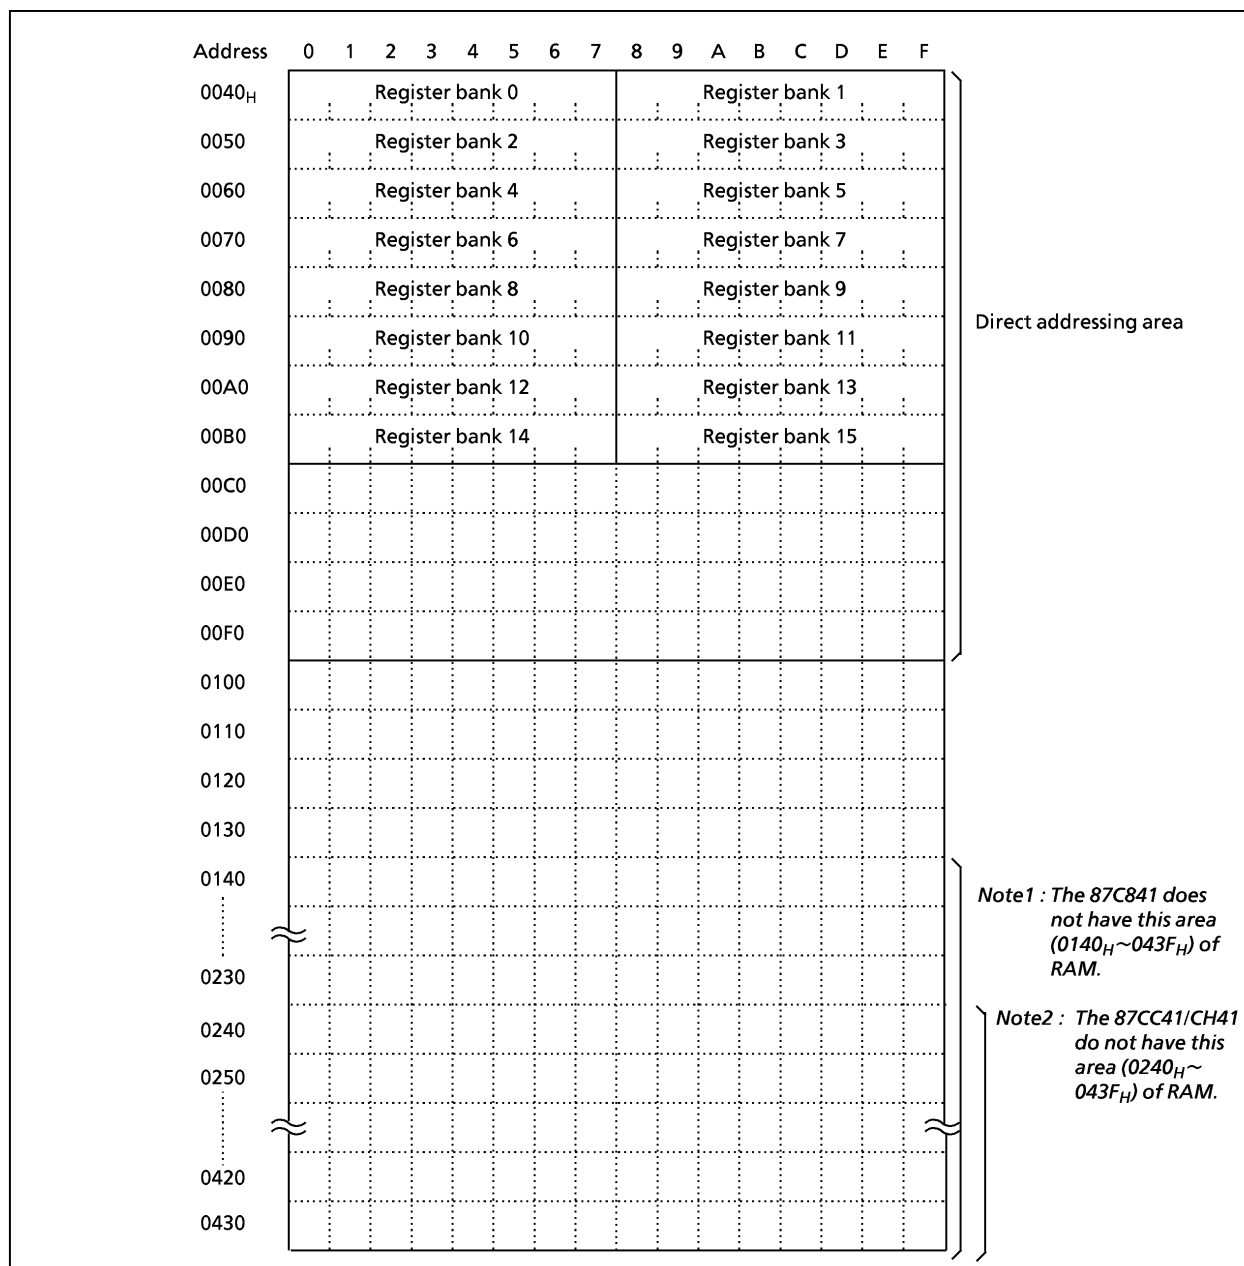 Address 0 1 2 3 4 5 6 7 8 9 A B C D E F
0040H Register bank 0 Register bank 1
0050 Register bank 2 Register bank 3
0060 Register bank 4 Register bank 5
0070 Register bank 6 Register bank 7
0080 Register bank 8 Register bank 9
Direct addressing area
0090 Register bank 10 Register bank 11
00A0 Register bank 12 Register bank 13
00B0 Register bank 14 Register bank 15
00C0
00D0
00E0
00F0
0100
0110
0120
0130
0140
Note1 : The 87C841 does
not have this area
(0140H~043FH) of
RAM.
0230
0240
Note2 : The 87CC41/CH41
do not have this
area (0240H~
043FH) of RAM.
0250
0420
0430